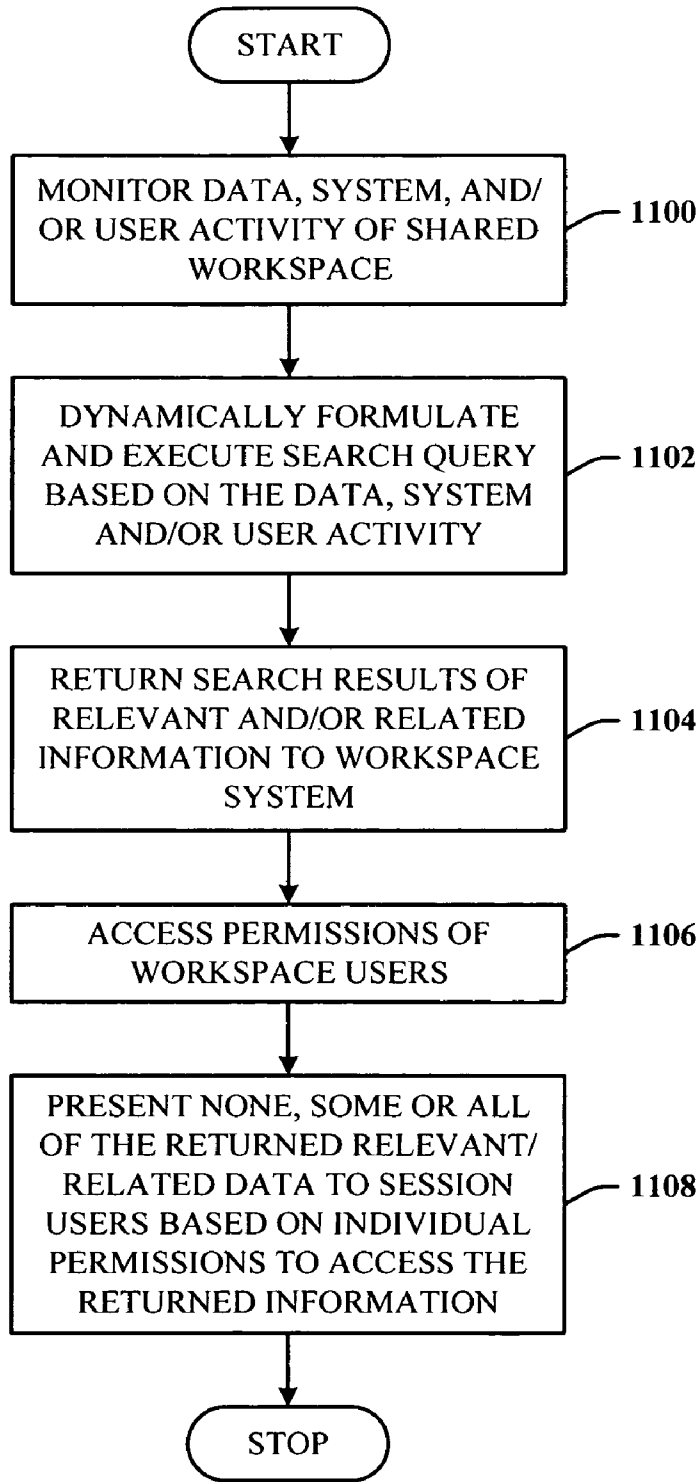 START
MONITOR DATA, SYSTEM, AND/
OR USER ACTIVITY OF SHARED
WORKSPACE
1100
DYNAMICALLY FORMULATE
AND EXECUTE SEARCH QUERY
BASED ON THE DATA, SYSTEM
AND/OR USER ACTIVITY
1102
RETURN SEARCH RESULTS OF
RELEVANT AND/OR RELATED
INFORMATION TO WORKSPACE
SYSTEM
1104
ACCESS PERMISSIONS OF
WORKSPACE USERS
1106
PRESENT NONE, SOME OR ALL
OF THE RETURNED RELEVANT/
RELATED DATA TO SESSION
USERS BASED ON INDIVIDUAL
PERMISSIONS TO ACCESS THE
RETURNED INFORMATION
1108
STOP